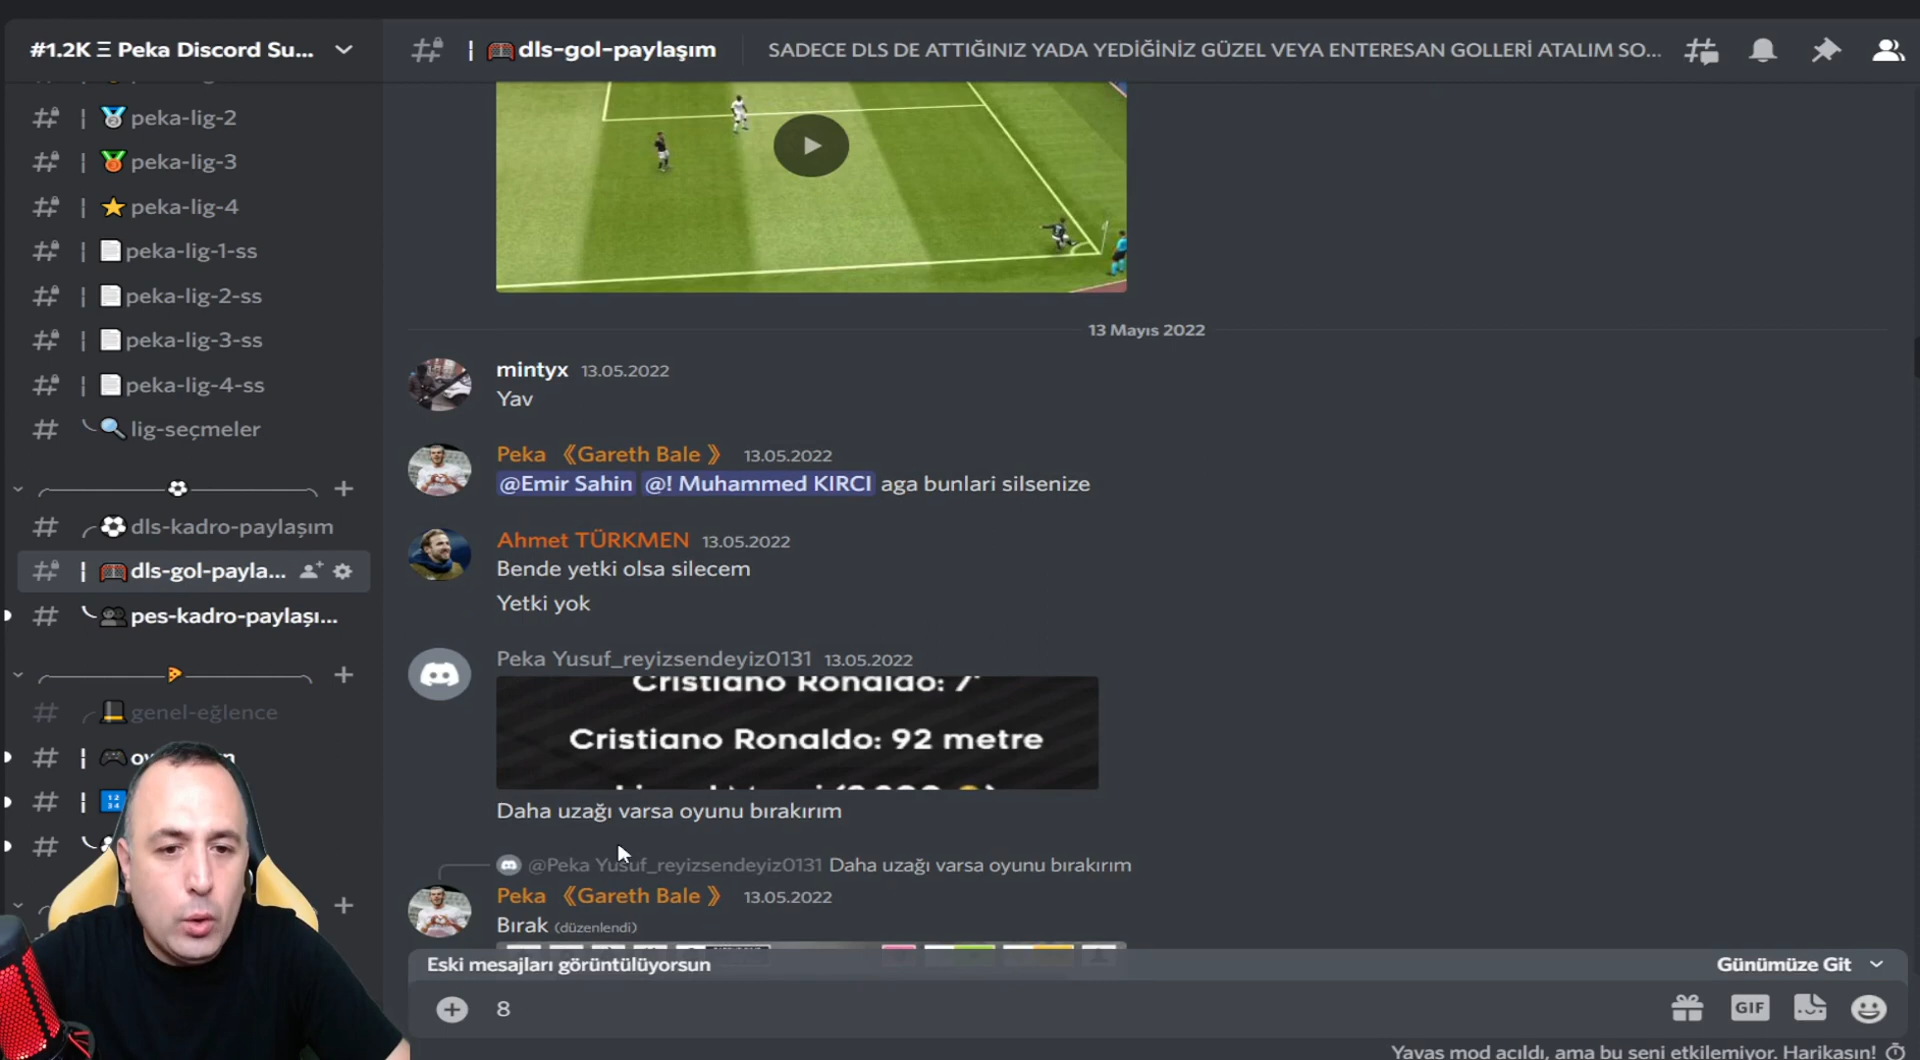 #1.2K Ξ Peka Discord Su...
dls-gol-paylaşım
SADECE DLS DE ATTIĞINIZ YADA YEDİĞİNİZ GÜZEL VEYA ENTERESAN GOLLERİ ATALIM SO...
peka-lig-2
peka-lig-3
peka-lig-4
peka-lig-1-ss
peka-lig-2-ss
peka-lig-3-ss
peka-lig-4-ss
lig-seçmeler
dls-kadro-paylaşım
dls-gol-payla...
pes-kadro-paylaşı...
genel-eğlence
13 Mayıs 2022
mintyx 13.05.2022
Yav
Peka 《Gareth Bale 》 13.05.2022
@Emir Sahin @! Muhammed KIRCI aga bunlari silsenize
Ahmet TÜRKMEN 13.05.2022
Bende yetki olsa silecem
Yetki yok
Peka Yusuf_reyizsendeyiz0131 13.05.2022
Cristiano Ronaldo: 7
Cristiano Ronaldo: 92 metre
Daha uzağı varsa oyunu bırakırım
@Peka Yusuf_reyizsendeyiz0131 Daha uzağı varsa oyunu bırakırım
Peka 《Gareth Bale 》 13.05.2022
Bırak (düzenlendi)
Eski mesajları görüntülüyorsun
Günümüze Git
8
GIF
Yavaş mod açıldı, ama bu seni etkilemiyor. Harikasın!